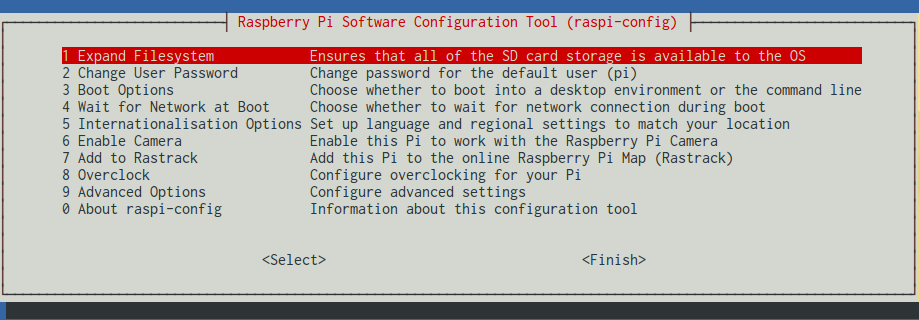 Raspberry Pi Software Configuration Tool (raspi-config)
1 Expand Filesystem Ensures that all of the SD card storage is available to the OS
2 Change User Password Change password for the default user (pi)
3 Boot Options Choose whether to boot into a desktop environment or the command line
4 Wait for Network at Boot Choose whether to wait for network connection during boot
5 Internationalisation Options Set up language and regional settings to match your location
6 Enable Camera Enable this Pi to work with the Raspberry Pi Camera
7 Add to Rastrack Add this Pi to the online Raspberry Pi Map (Rastrack)
8 Overclock Configure overclocking for your Pi
9 Advanced Options Configure advanced settings
0 About raspi-config Information about this configuration tool
<Select> <Finish>